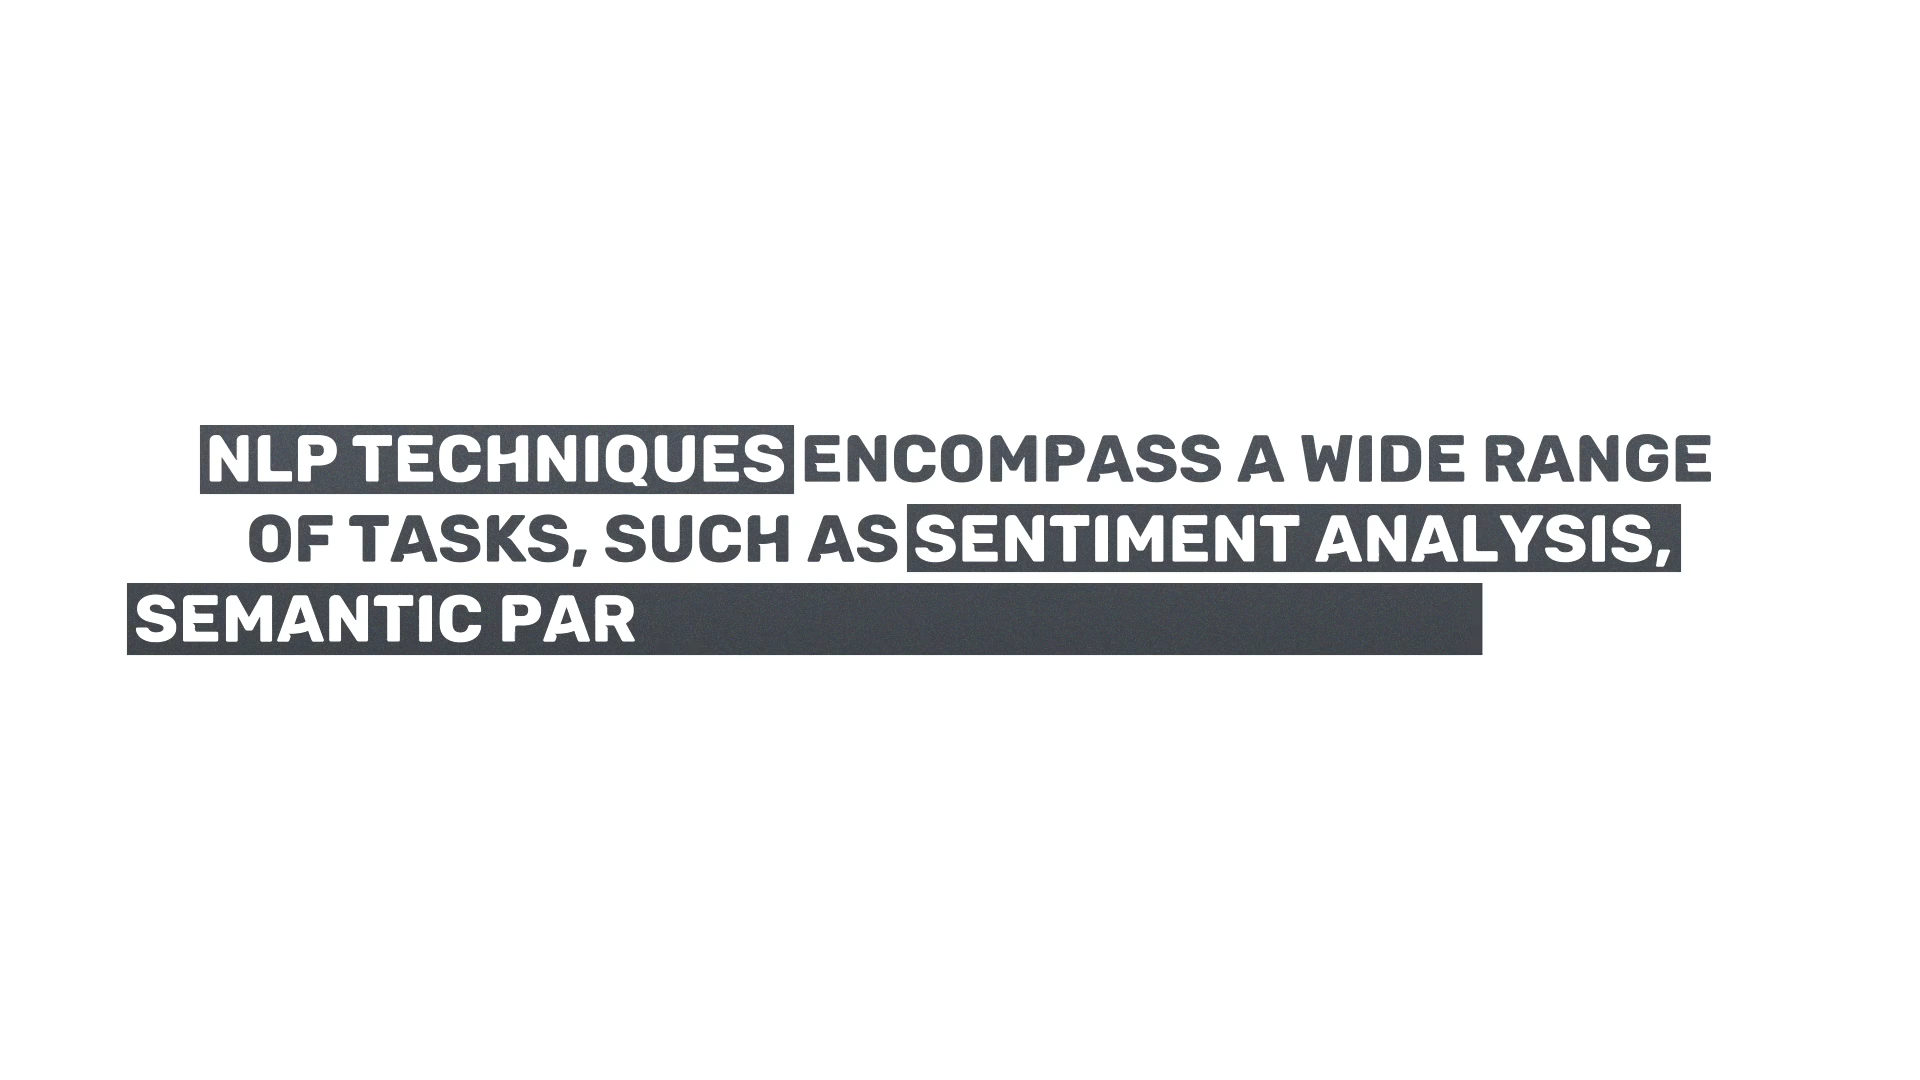 NLP TECHNIQUES ENCOMPASS A WIDE RANGE
OF TASKS, SUCH AS SENTIMENT ANALYSIS,
SEMANTIC PAR